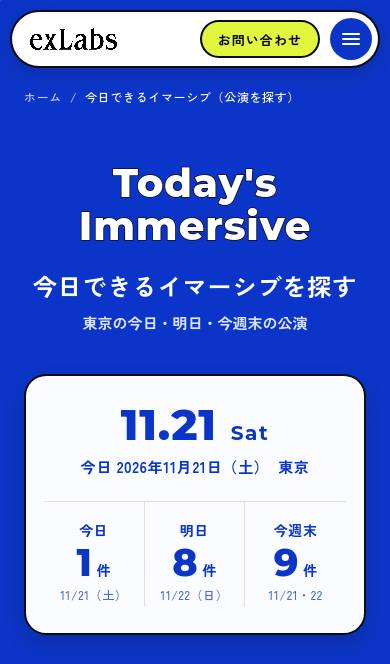 exLabs
お問い合わせ
ホーム / 今日できるイマーシブ（公演を探す）
Today's
Immersive
今日できるイマーシブを探す
東京の今日・明日・今週末の公演
11.21 Sat
今日 2026年11月21日（土） 東京
今日 明日 今週末
1件 8件 9件
11/21（土） 11/22（日） 11/21・22